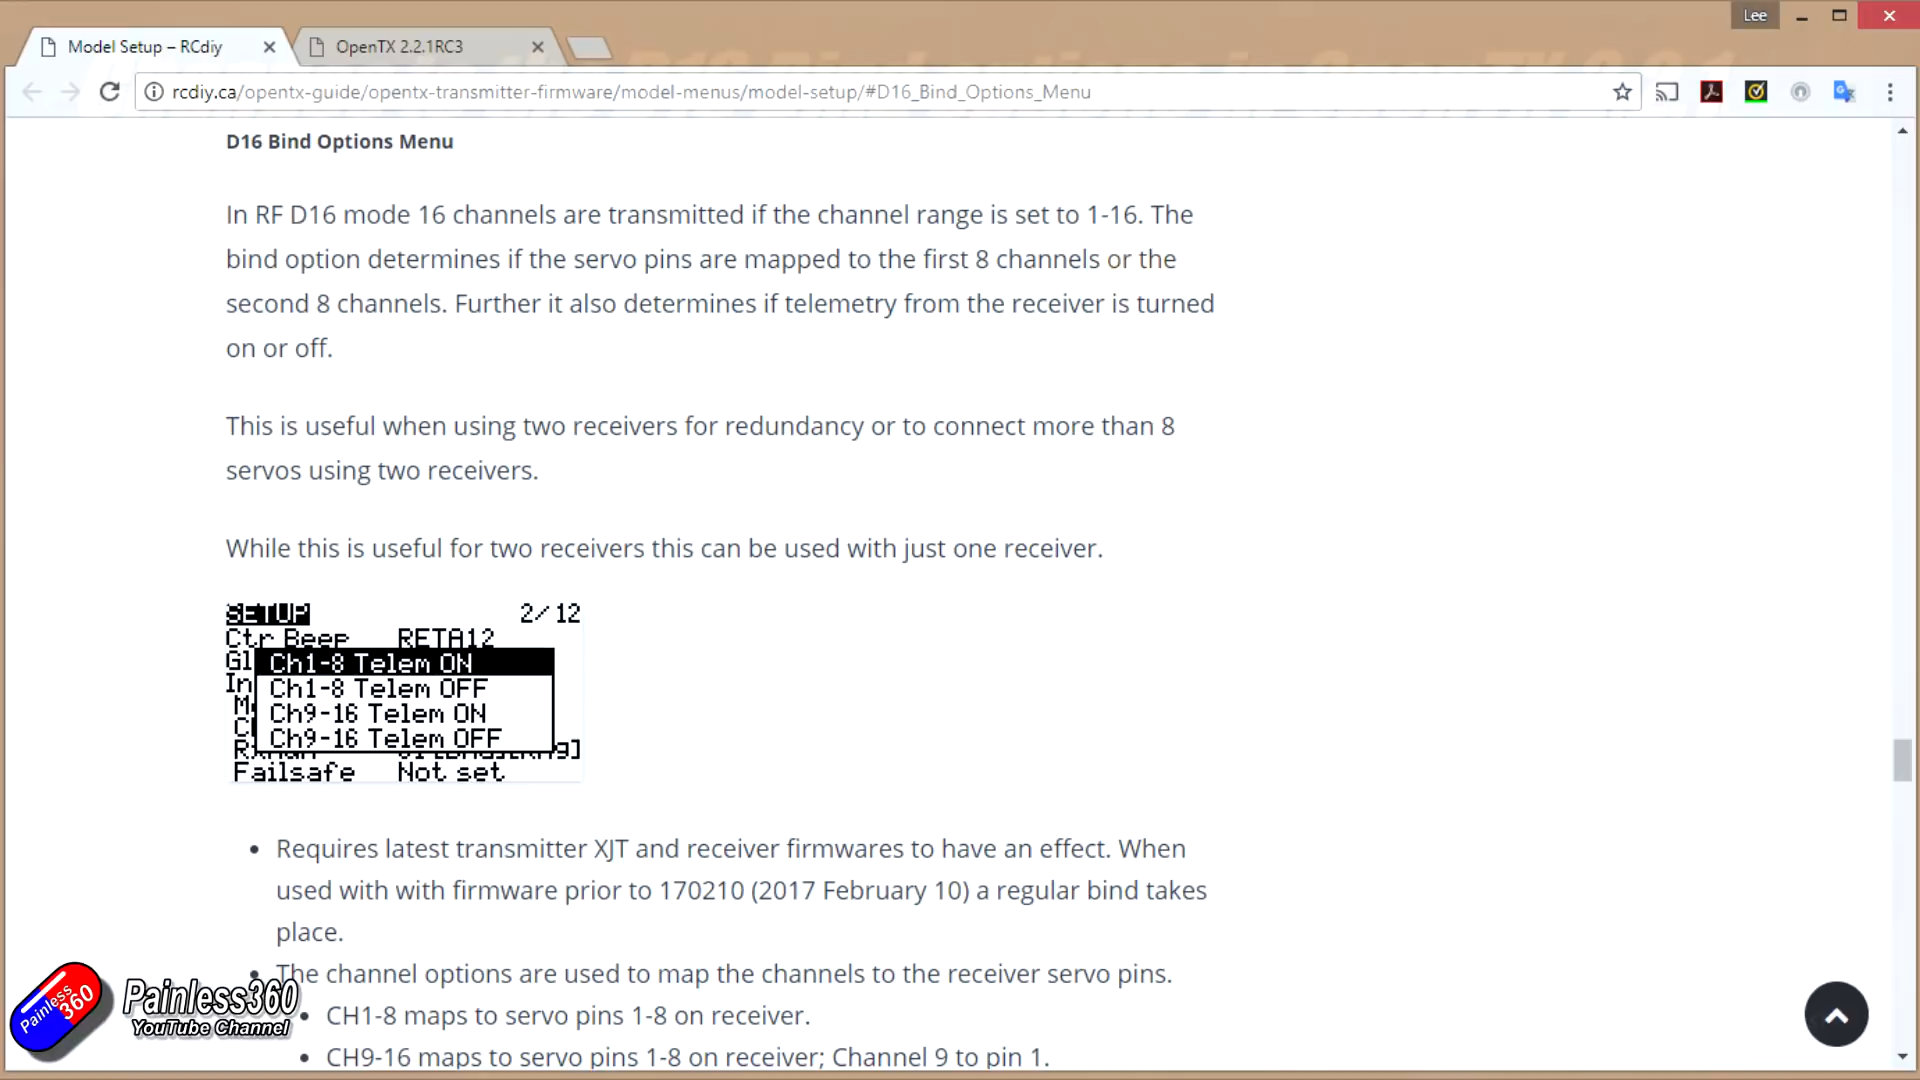 Lee
Model Setup – RCdiy
OpenTX 2.2.1RC3
rcdiy.ca/opentx-guide/opentx-transmitter-firmware/model-menus/model-setup/#D16_Bind_Options_Menu
D16 Bind Options Menu
In RF D16 mode 16 channels are transmitted if the channel range is set to 1-16. The
bind option determines if the servo pins are mapped to the first 8 channels or the
second 8 channels. Further it also determines if telemetry from the receiver is turned
on or off.
This is useful when using two receivers for redundancy or to connect more than 8
servos using two receivers.
While this is useful for two receivers this can be used with just one receiver.
SETUP 2/12
Ctr Beep RETA12
Gl Ch1-8 Telem ON
In Ch1-8 Telem OFF
Ch9-16 Telem ON
Ch9-16 Telem OFF
Failsafe Not set
Requires latest transmitter XJT and receiver firmwares to have an effect. When
used with with firmware prior to 170210 (2017 February 10) a regular bind takes
place.
The channel options are used to map the channels to the receiver servo pins.
CH1-8 maps to servo pins 1-8 on receiver.
CH9-16 maps to servo pins 1-8 on receiver; Channel 9 to pin 1.
Painless360
Painless360
YouTube Channel